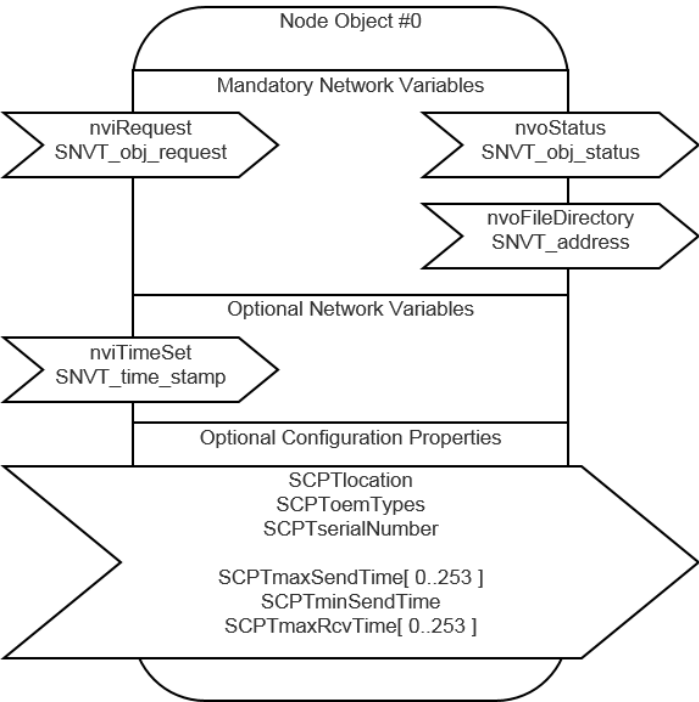 Node Object #0
Mandatory Network Variables
nviRequest
SNVT_obj_request
nvoStatus
SNVT_obj_status
nvoFileDirectory
SNVT_address
Optional Network Variables
nviTimeSet
SNVT_time_stamp
Optional Configuration Properties
SCPTlocation
SCPToemTypes
SCPTserialNumber
SCPTmaxSendTime[ 0..253 ]
SCPTminSendTime
SCPTmaxRcvTime[ 0..253 ]